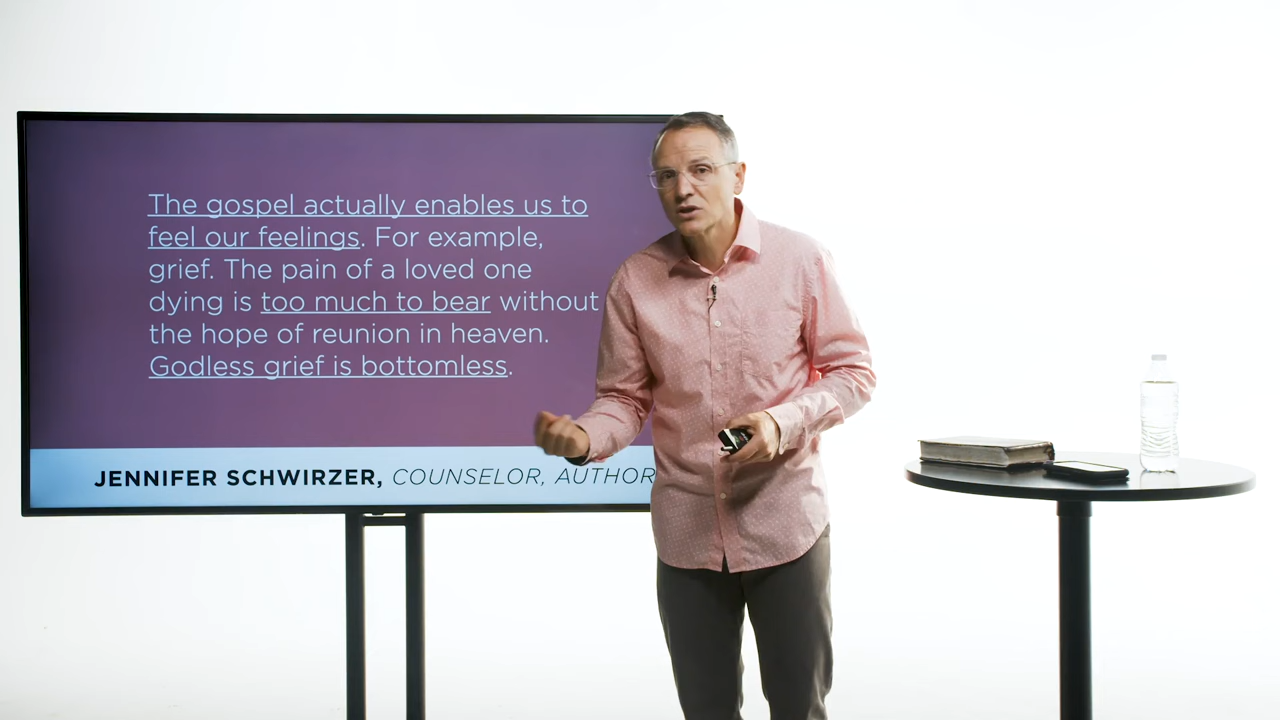 The gospel actually enables us to
feel our feelings. For example,
grief. The pain of a loved one
dying is too much to bear without
the hope of reunion in heaven.
Godless grief is bottomless.
JENNIFER SCHWIRZER, COUNSELOR, AUTHOR